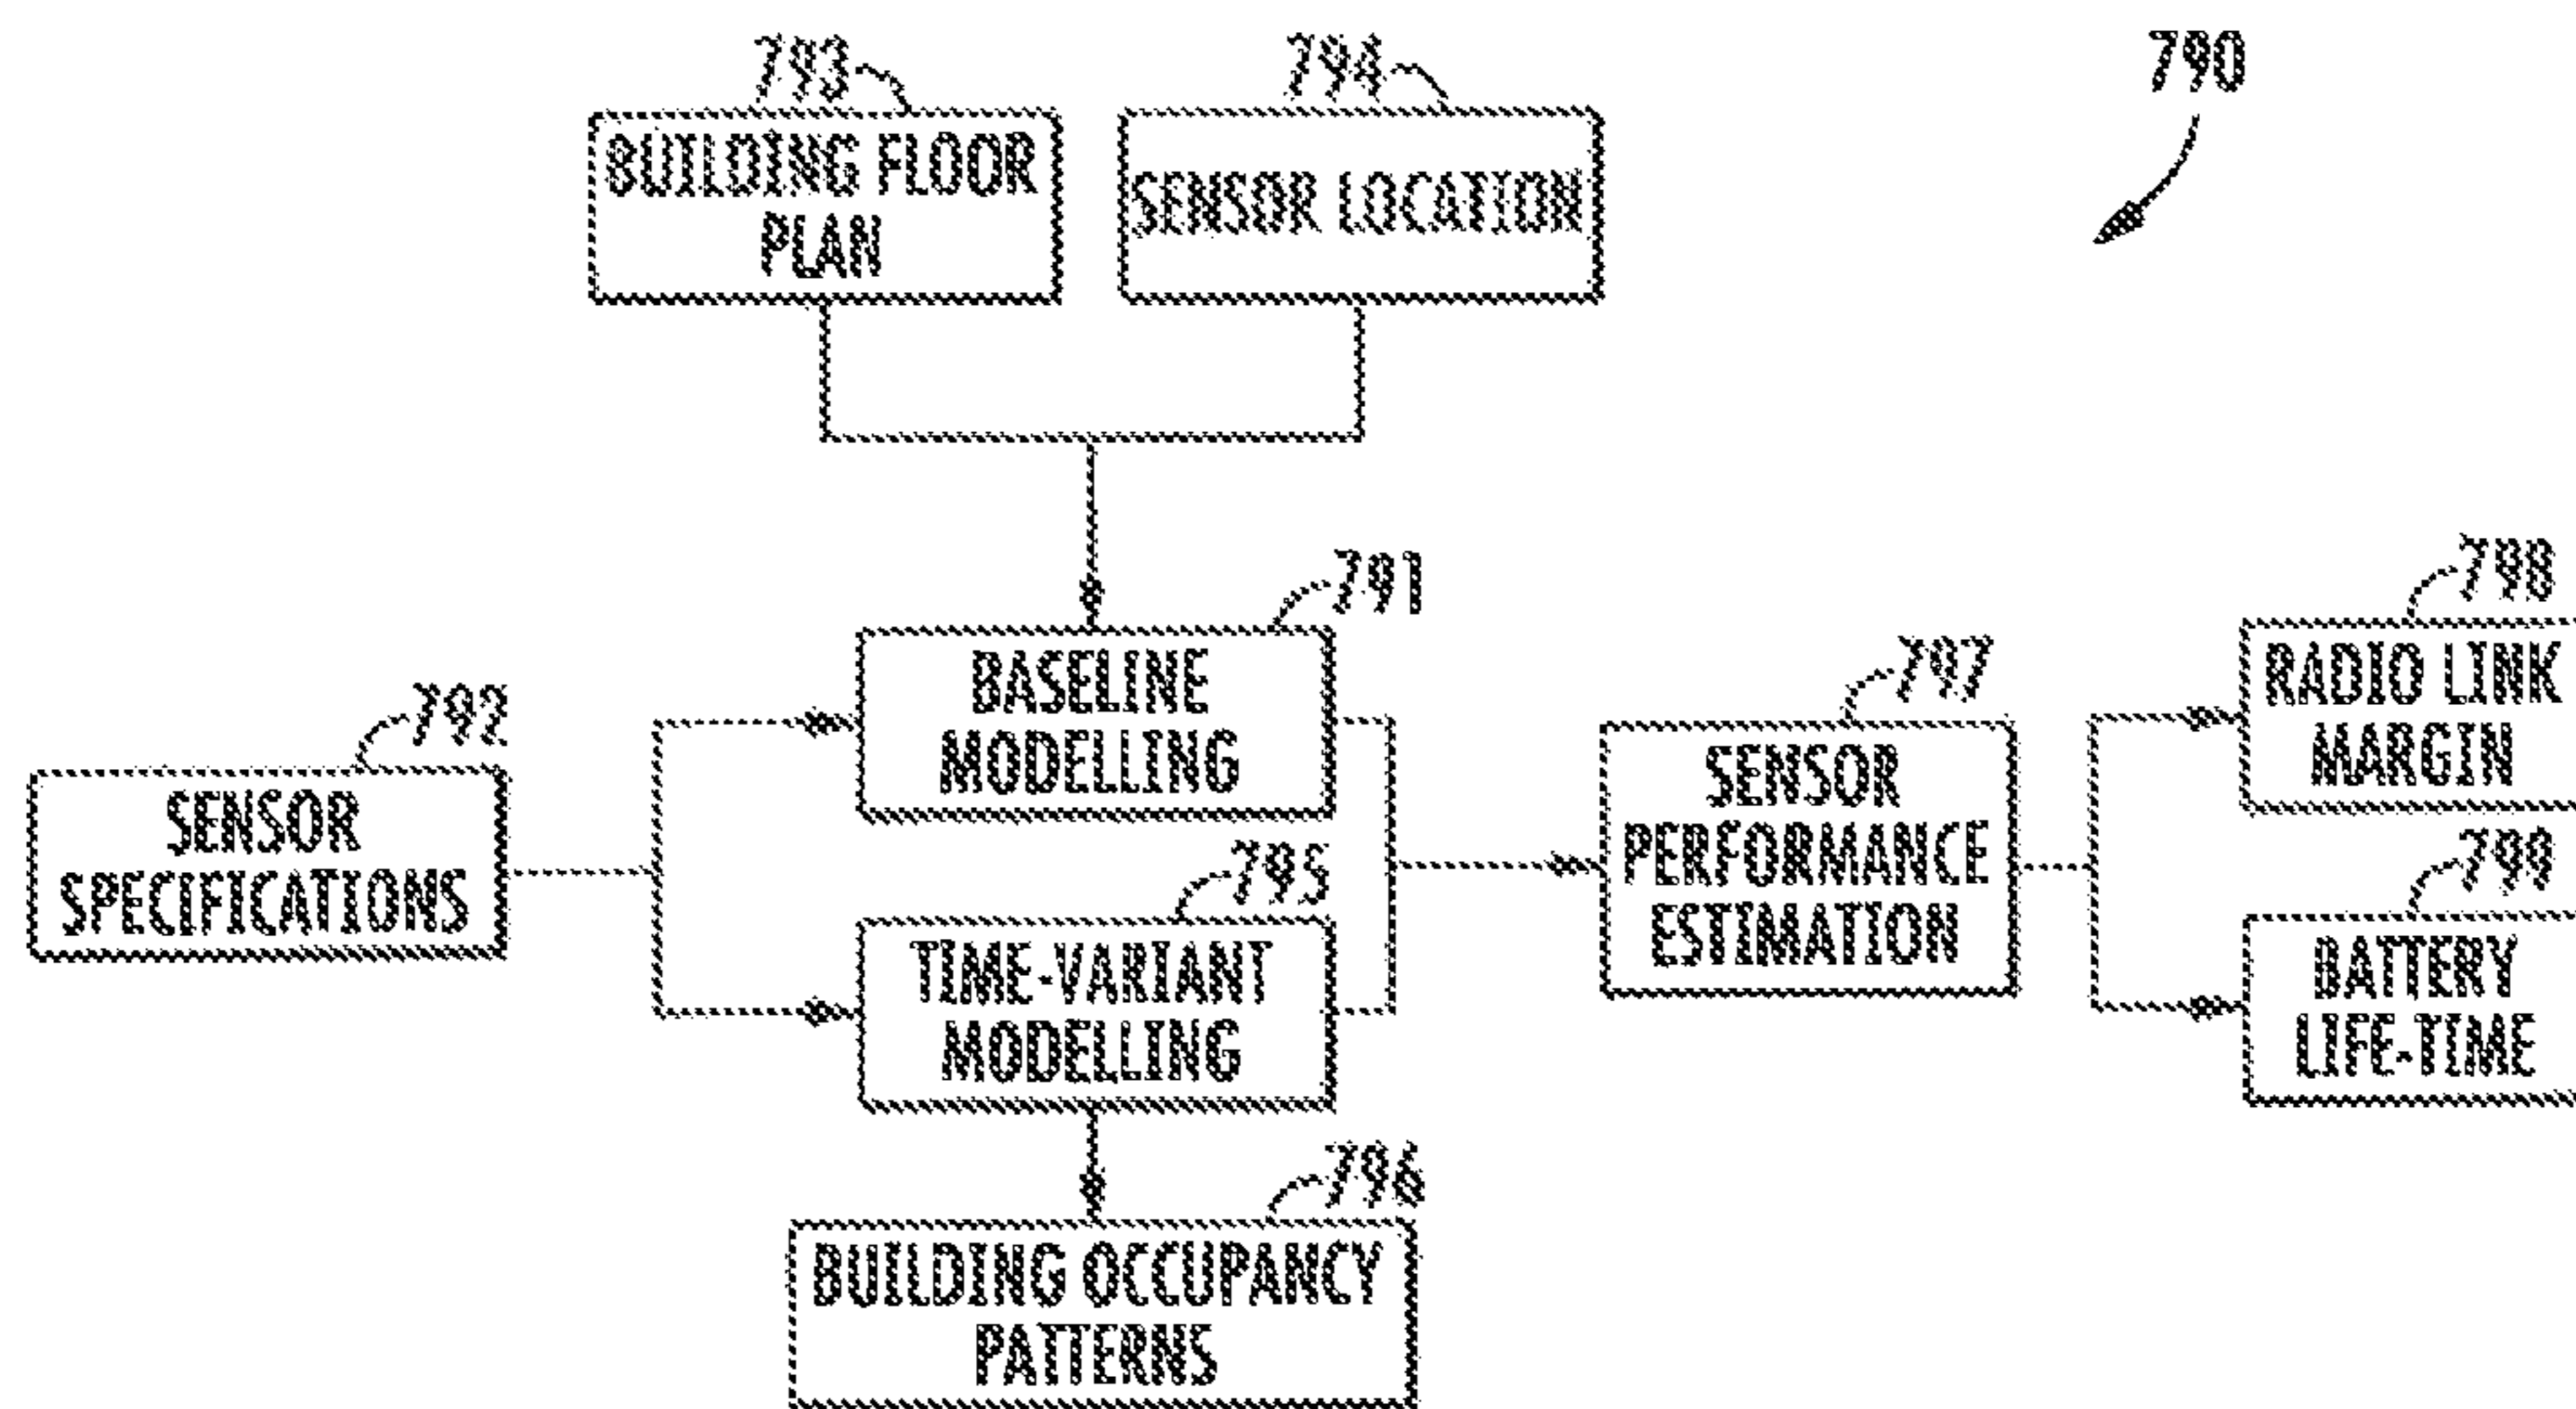 793
794
790
BUILDING FLOOR
PLAN
SENSOR LOCATION
791
798
792
BASELINE
MODELLING
797
RADIO LINK
MARGIN
SENSOR
SPECIFICATIONS
795
SENSOR
PERFORMANCE
ESTIMATION
799
TIME-VARIANT
MODELLING
BATTERY
LIFE-TIME
796
BUILDING OCCUPANCY
PATTERNS